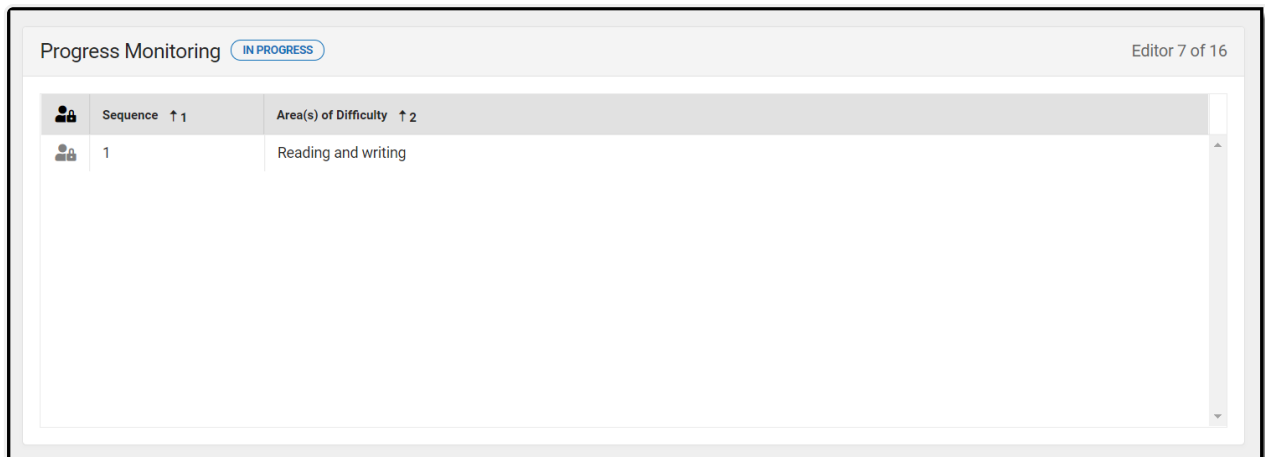 Progress Monitoring IN PROGRESS Editor 7 of 16
Sequence ↑ 1 Area(s) of Difficulty ↑ 2
1 Reading and writing